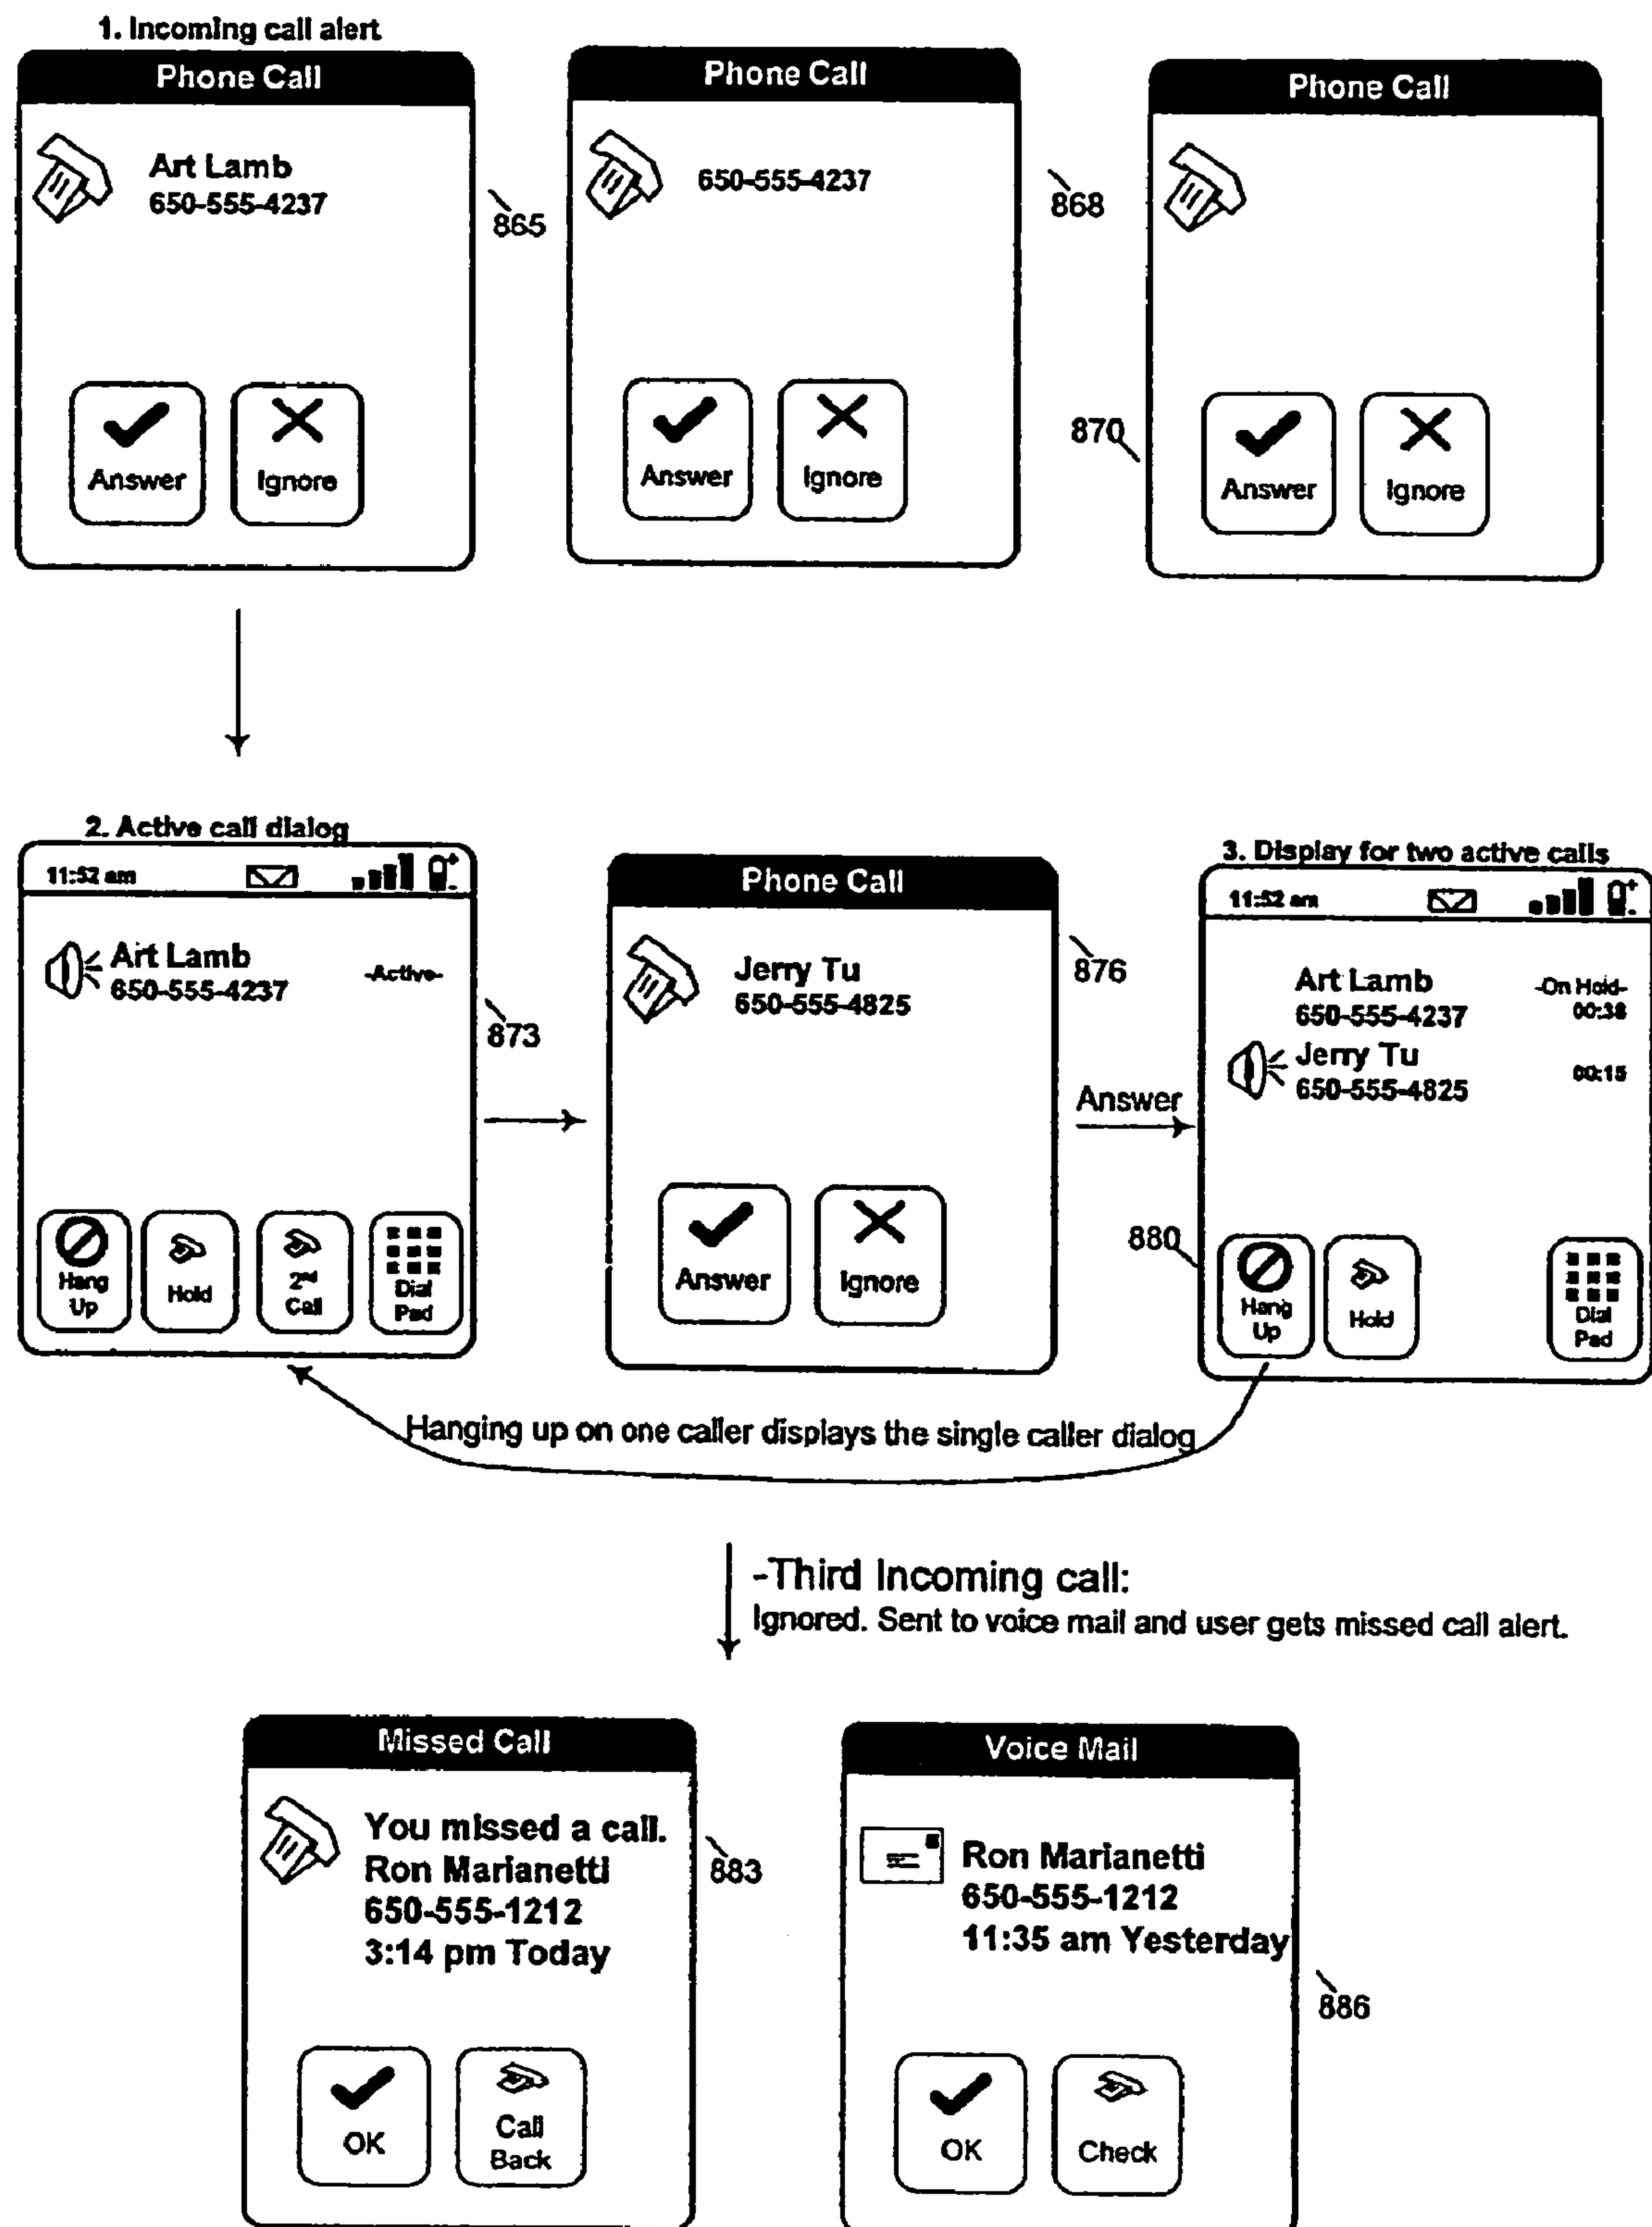 1. Incoming call alert
Phone Call
Art Lamb
650-555-4237
Answer
Ignore
865
Phone Call
650-555-4237
Answer
Ignore
868
Phone Call
Answer
Ignore
870
2. Active call dialog
11:52 am
Art Lamb
650-555-4237
-Active-
Hang Up
Hold
2nd Call
Dial Pad
873
Phone Call
Jerry Tu
650-555-4825
Answer
Ignore
876
Answer
3. Display for two active calls
11:52 am
Art Lamb
650-555-4237
-On Hold-
00:38
Jerry Tu
650-555-4825
00:15
880
Hang Up
Hold
Dial Pad
Hanging up on one caller displays the single caller dialog
-Third Incoming call:
Ignored. Sent to voice mail and user gets missed call alert.
Missed Call
You missed a call.
Ron Marianetti
650-555-1212
3:14 pm Today
OK
Call Back
883
Voice Mail
Ron Marianetti
650-555-1212
11:35 am Yesterday
OK
Check
886